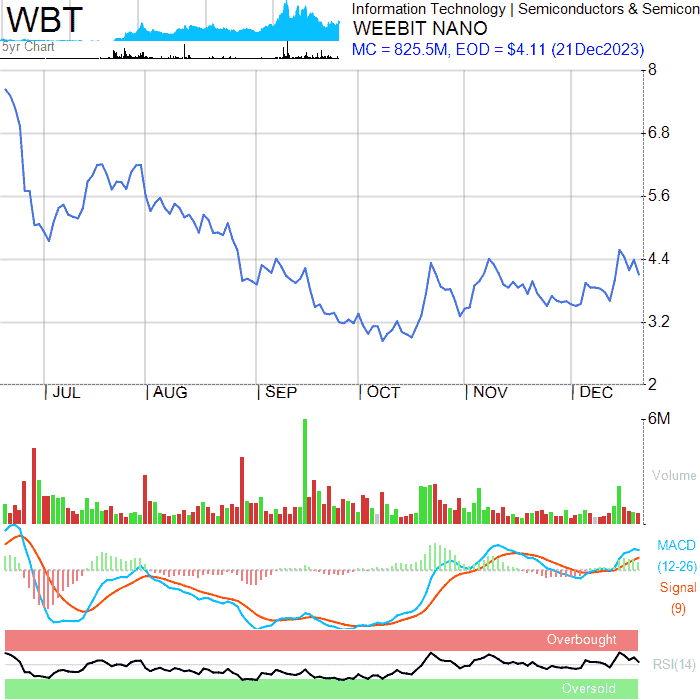 WBT
5yr Chart
Information Technology | Semiconductors & Semicon
WEEBIT NANO
MC = 825.5M, EOD = $4.11 (21Dec2023)
8
6.8
5.6
4.4
3.2
2
| JUL | AUG | SEP | OCT | NOV | DEC
6M
Volume
MACD
(12-26)
Signal
(9)
Overbought
RSI(14)
Oversold